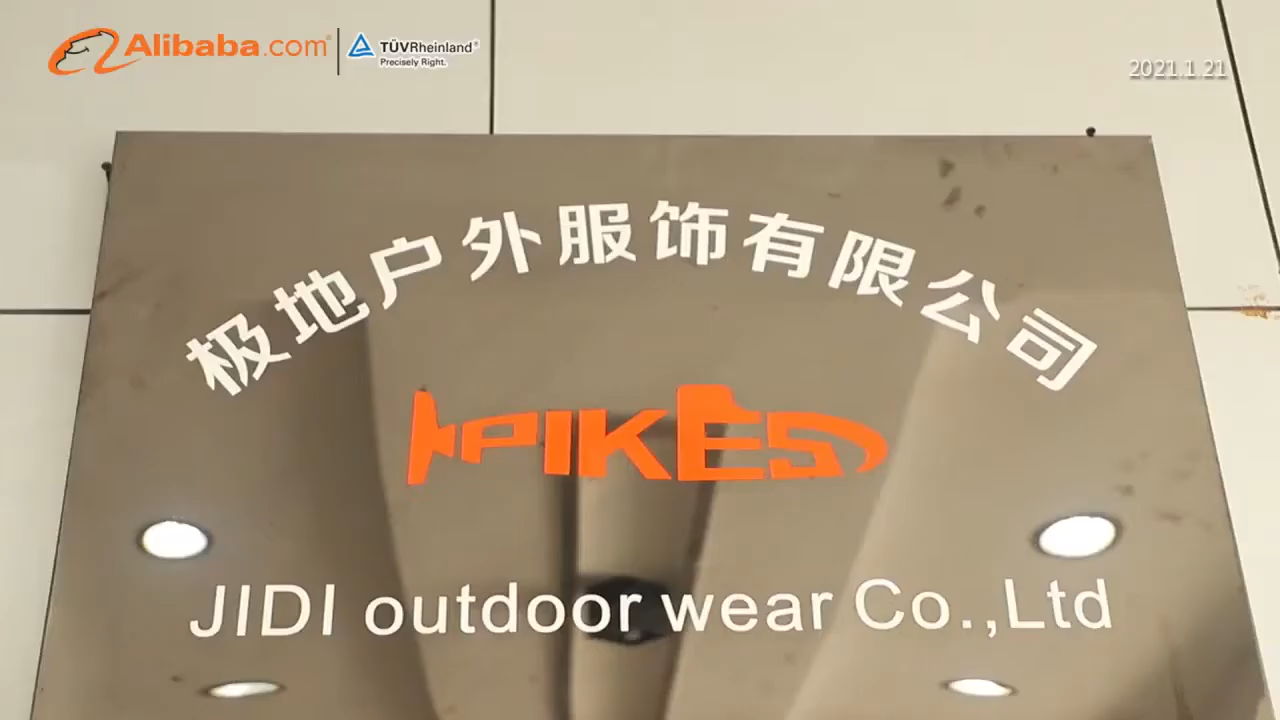 Alibaba.com
TÜVRheinland
Precisely Right.
2021.1.21
极地户外服饰有限公司
PIKES
JIDI outdoor wear Co.,Ltd